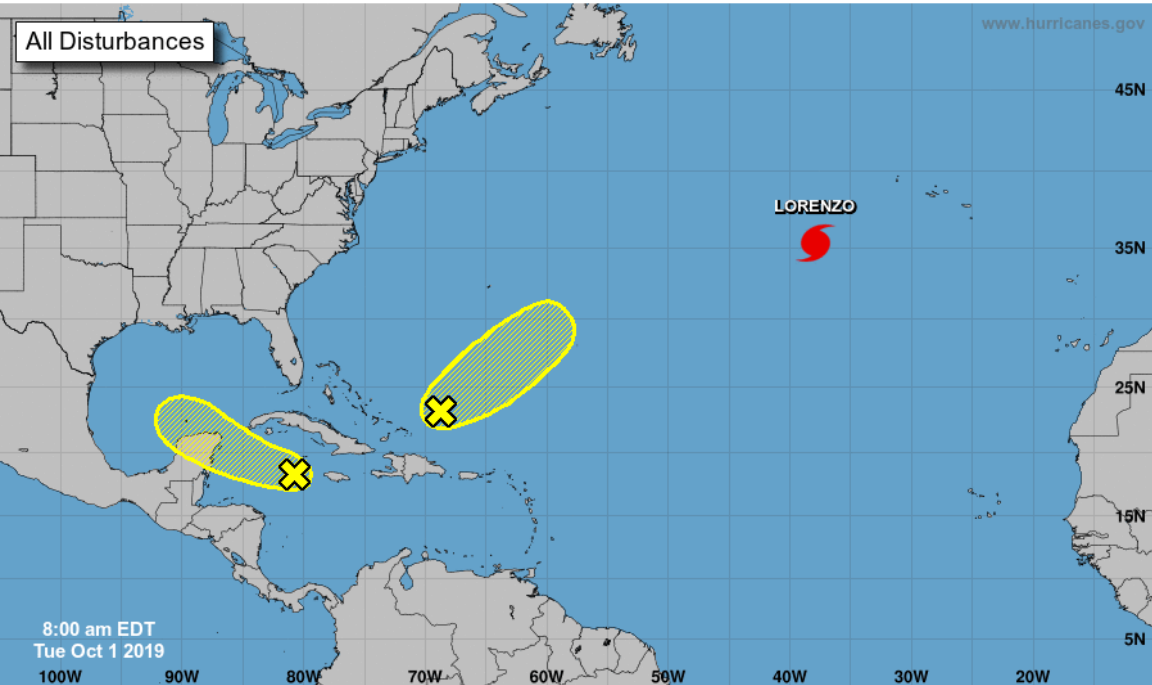 All Disturbances
www.hurricanes.gov
45N
LORENZO
35N
25N
15N
8:00 am EDT
Tue Oct 1 2019
5N
100W 90W 80W 70W 60W 50W 40W 30W 20W